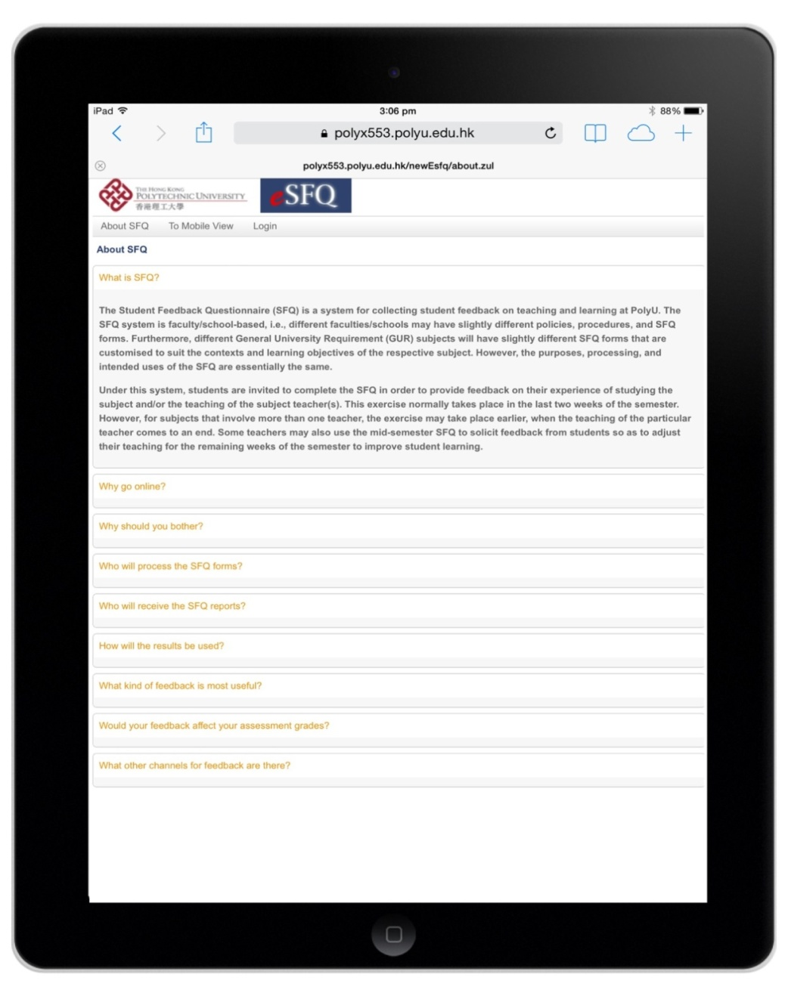 iPad
3:06 pm
88%
polyx553.polyu.edu.hk
polyx553.polyu.edu.hk/newEsfq/about.zul
THE HONG KONG
POLYTECHNIC UNIVERSITY
香港理工大學
eSFQ
About SFQ To Mobile View Login
About SFQ
What is SFQ?
The Student Feedback Questionnaire (SFQ) is a system for collecting student feedback on teaching and learning at PolyU. The
SFQ system is faculty/school-based, i.e., different faculties/schools may have slightly different policies, procedures, and SFQ
forms. Furthermore, different General University Requirement (GUR) subjects will have slightly different SFQ forms that are
customised to suit the contexts and learning objectives of the respective subject. However, the purposes, processing, and
intended uses of the SFQ are essentially the same.
Under this system, students are invited to complete the SFQ in order to provide feedback on their experience of studying the
subject and/or the teaching of the subject teacher(s). This exercise normally takes place in the last two weeks of the semester.
However, for subjects that involve more than one teacher, the exercise may take place earlier, when the teaching of the particular
teacher comes to an end. Some teachers may also use the mid-semester SFQ to solicit feedback from students so as to adjust
their teaching for the remaining weeks of the semester to improve student learning.
Why go online?
Why should you bother?
Who will process the SFQ forms?
Who will receive the SFQ reports?
How will the results be used?
What kind of feedback is most useful?
Would your feedback affect your assessment grades?
What other channels for feedback are there?